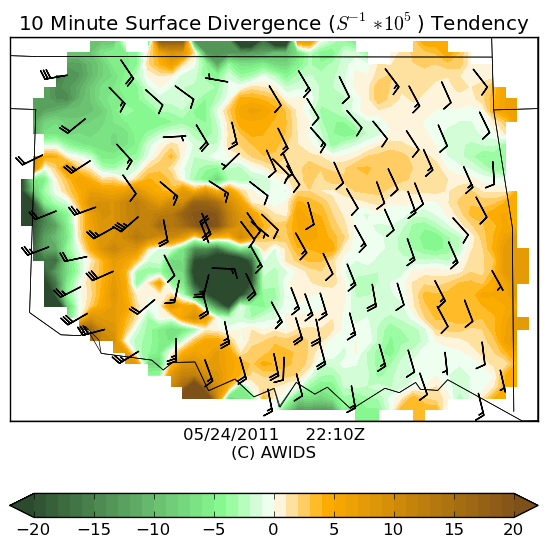 10 Minute Surface Divergence (S⁻¹ * 10⁵ ) Tendency
05/24/2011 22:10Z
(C) AWIDS
−20 −15 −10 −5 0 5 10 15 20